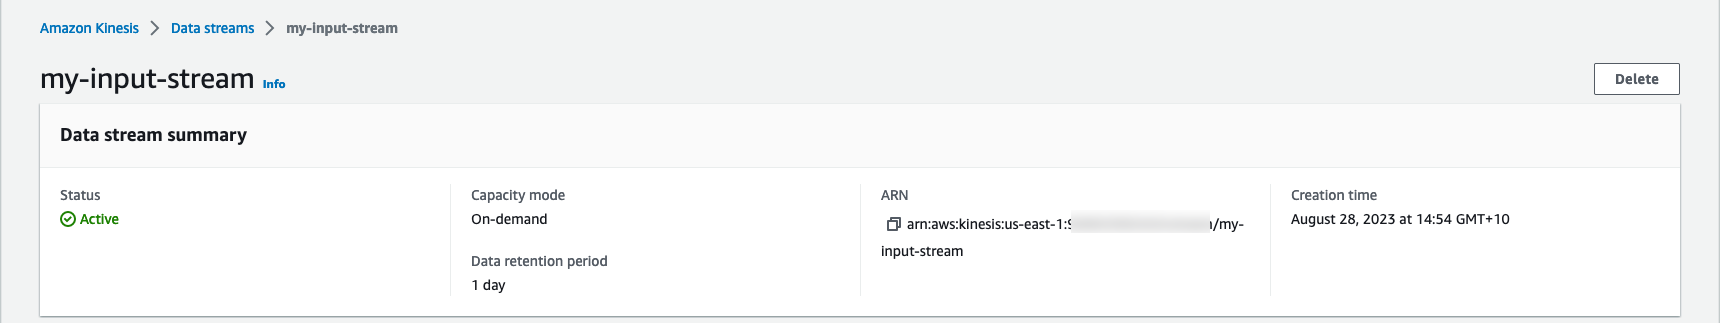 Amazon Kinesis > Data streams > my-input-stream
my-input-stream Info
Delete
Data stream summary
Status
Active
Capacity mode
On-demand
Data retention period
1 day
ARN
arn:aws:kinesis:us-east-1: /my-
input-stream
Creation time
August 28, 2023 at 14:54 GMT+10